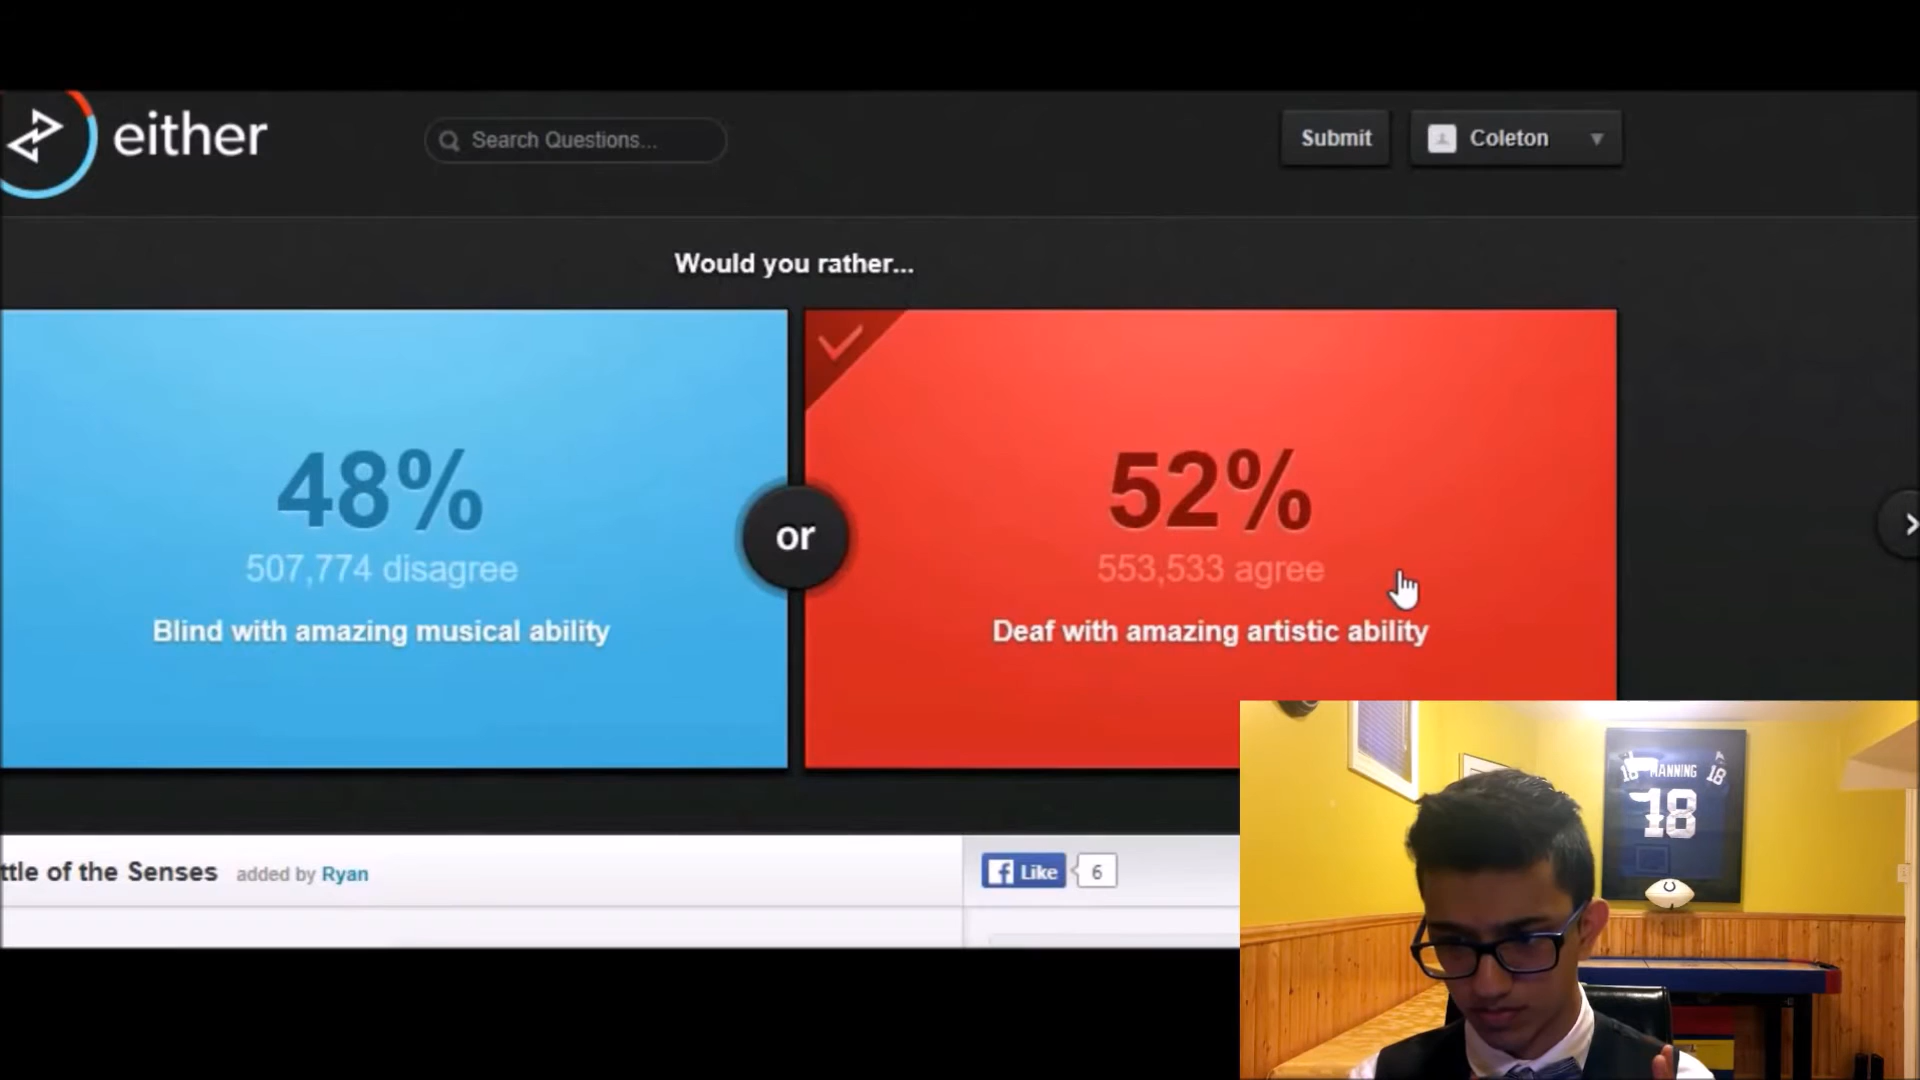 either
Search Questions...
Submit
Coleton
Would you rather...
48%
507,774 disagree
Blind with amazing musical ability
or
52%
553,533 agree
Deaf with amazing artistic ability
ttle of the Senses added by Ryan
Like 6
18 MANNING 18
18